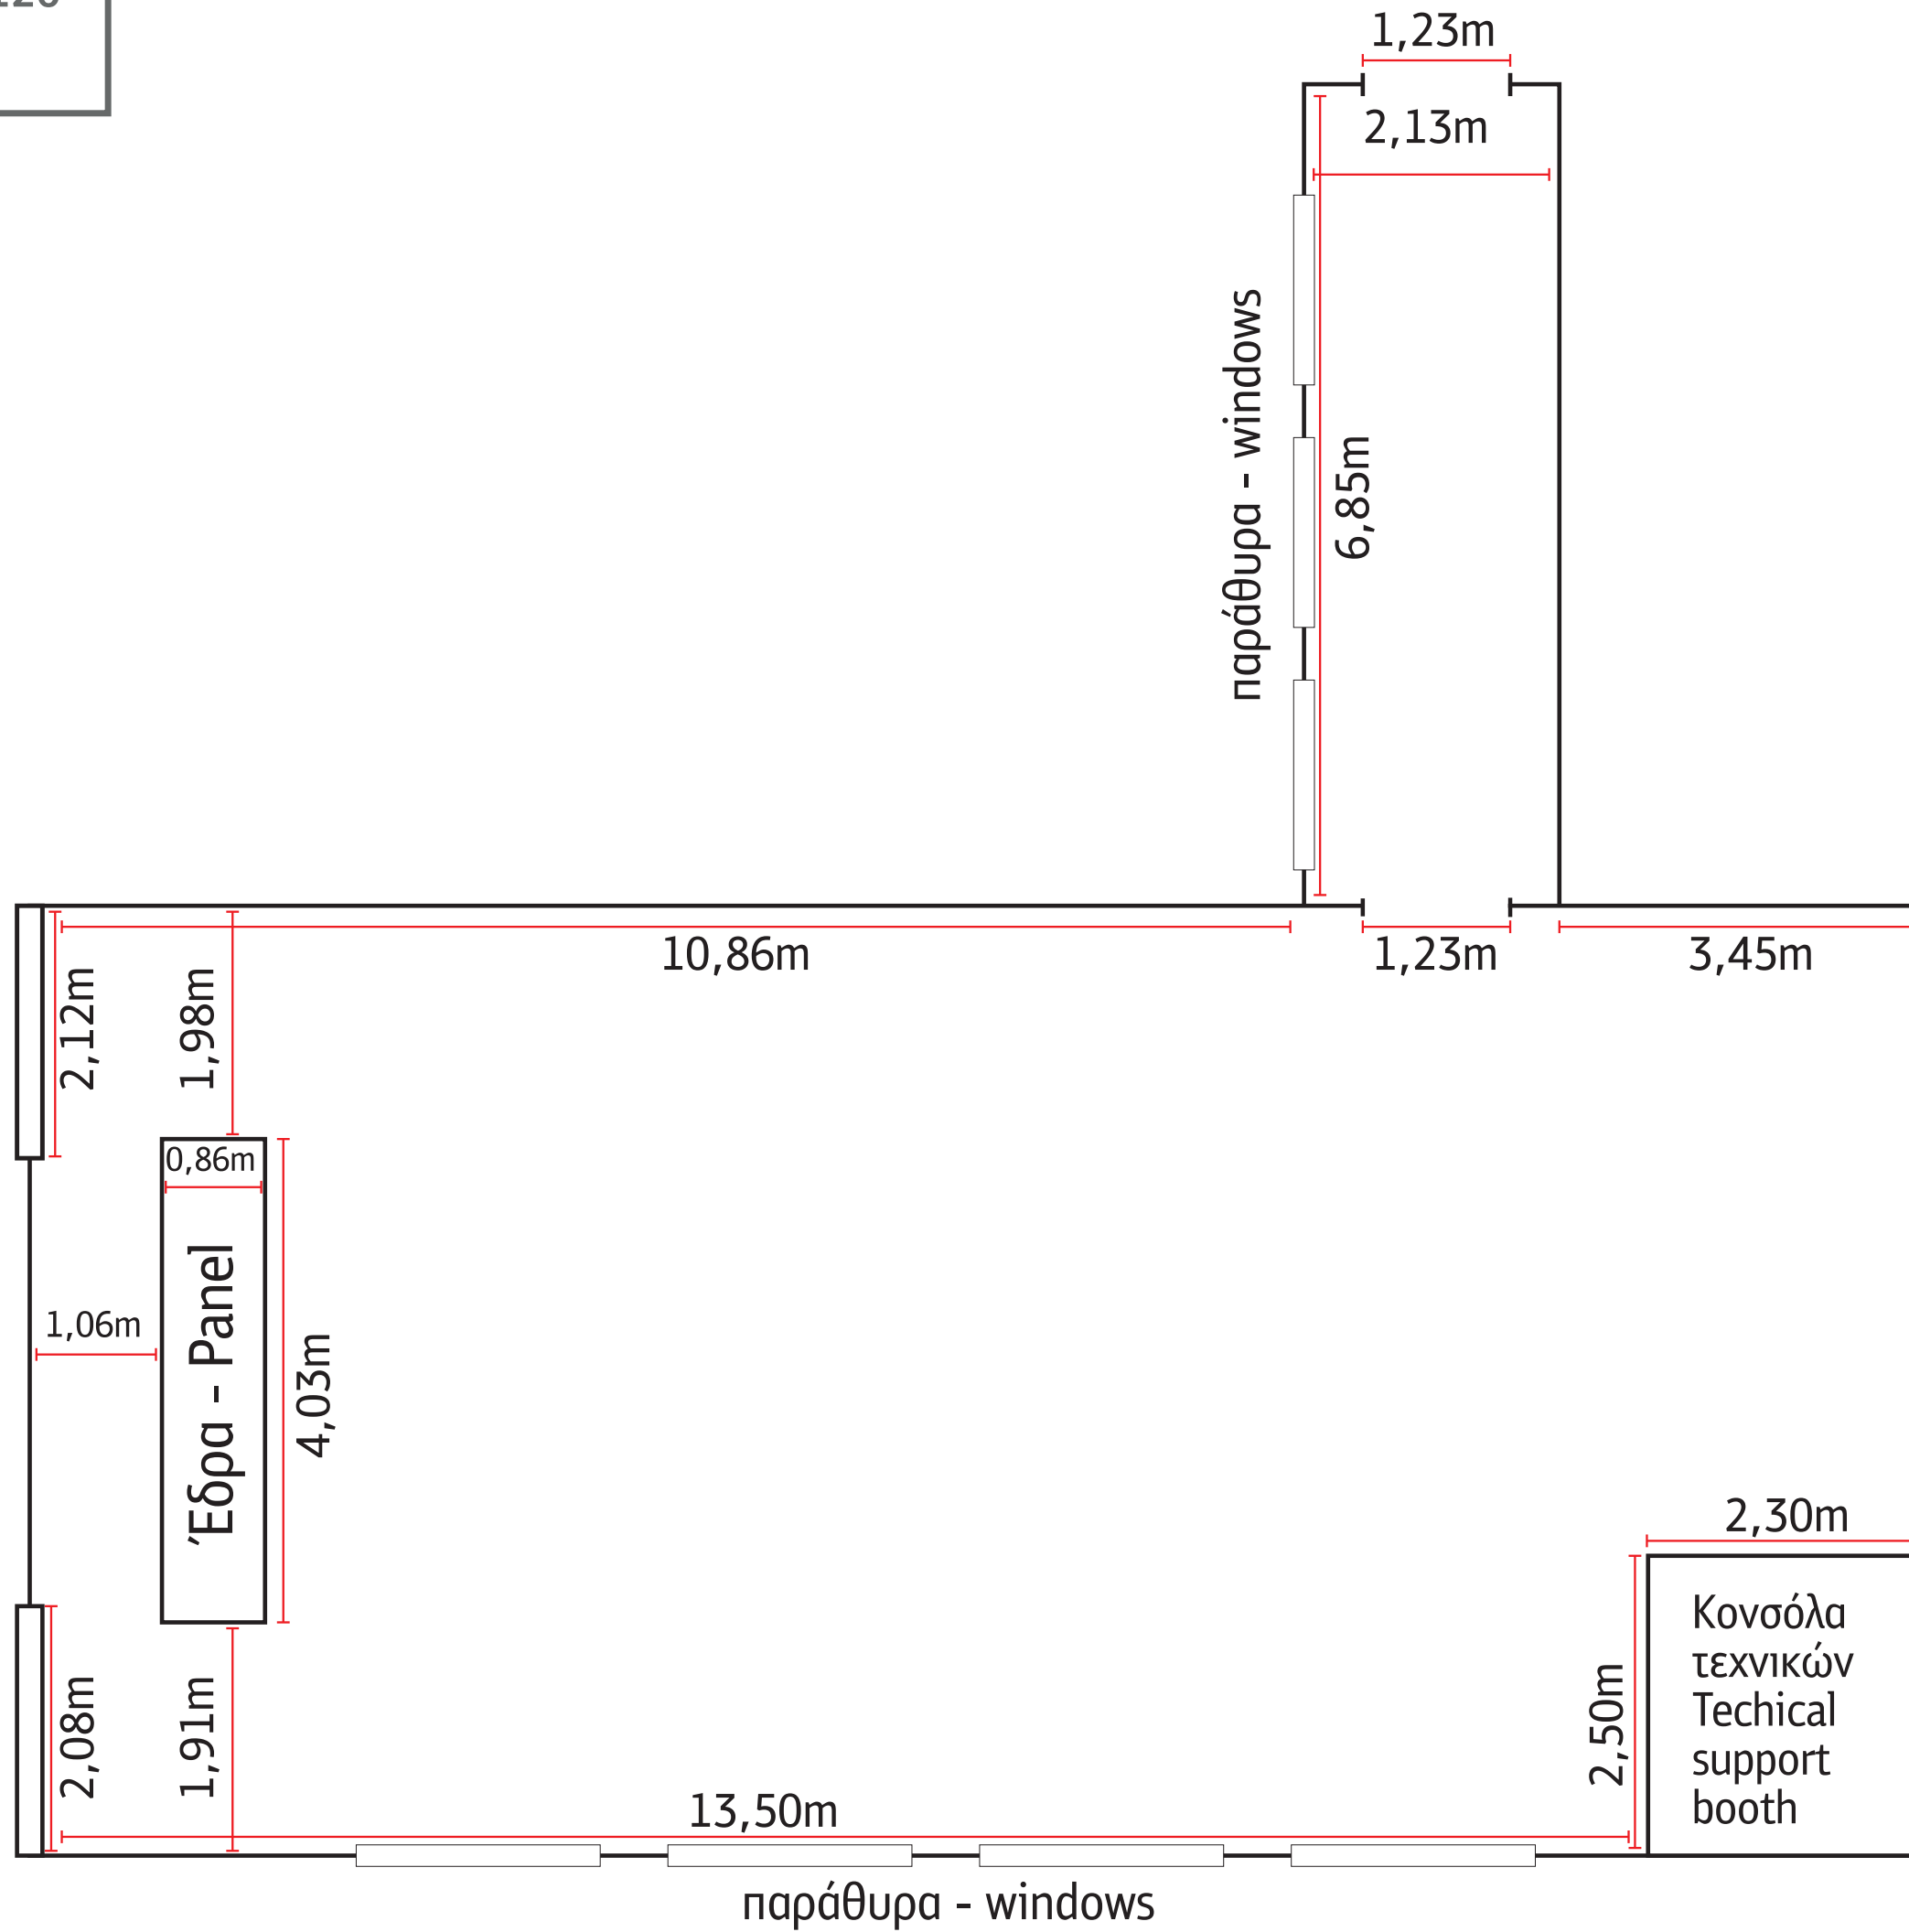 1,23m
2,13m
παράθυρα - windows
6,85m
10,86m
1,23m
3,45m
2,12m
1,98m
0,86m
Έδρα - Panel
1,06m
4,03m
2,30m
Κονσόλα
τεχνικών
Techical
support
booth
2,50m
2,08m
1,91m
13,50m
παράθυρα - windows